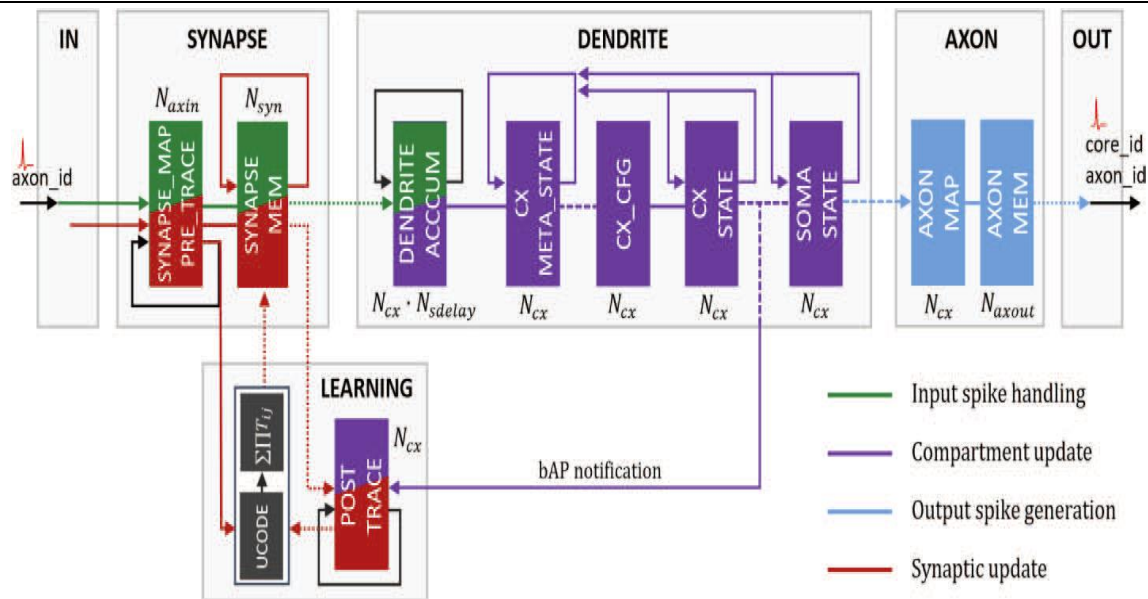 IN
SYNAPSE
DENDRITE
AXON
OUT
axon_id
N_axin
SYNAPSE_MAP
PRE_TRACE
N_syn
SYNAPSE
MEM
DENDRITE
ACCCUM
N_cx · N_sdelay
CX
META_STATE
N_cx
CX_CFG
N_cx
CX
STATE
N_cx
SOMA
STATE
N_cx
AXON
MAP
N_cx
AXON
MEM
N_axout
core_id
axon_id
LEARNING
ΣΠT_ij
UCODE
N_cx
POST
TRACE
bAP notification
Input spike handling
Compartment update
Output spike generation
Synaptic update